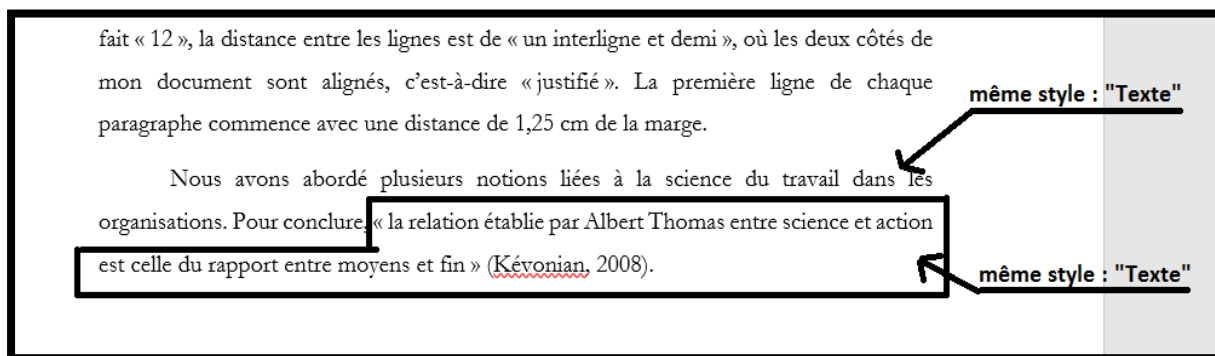 fait « 12 », la distance entre les lignes est de « un interligne et demi », où les deux côtés de
mon document sont alignés, c’est-à-dire « justifié ». La première ligne de chaque
même style : "Texte"
paragraphe commence avec une distance de 1,25 cm de la marge.
Nous avons abordé plusieurs notions liées à la science du travail dans les
organisations. Pour conclure, « la relation établie par Albert Thomas entre science et action
est celle du rapport entre moyens et fin » (Kévonian, 2008).
même style : "Texte"